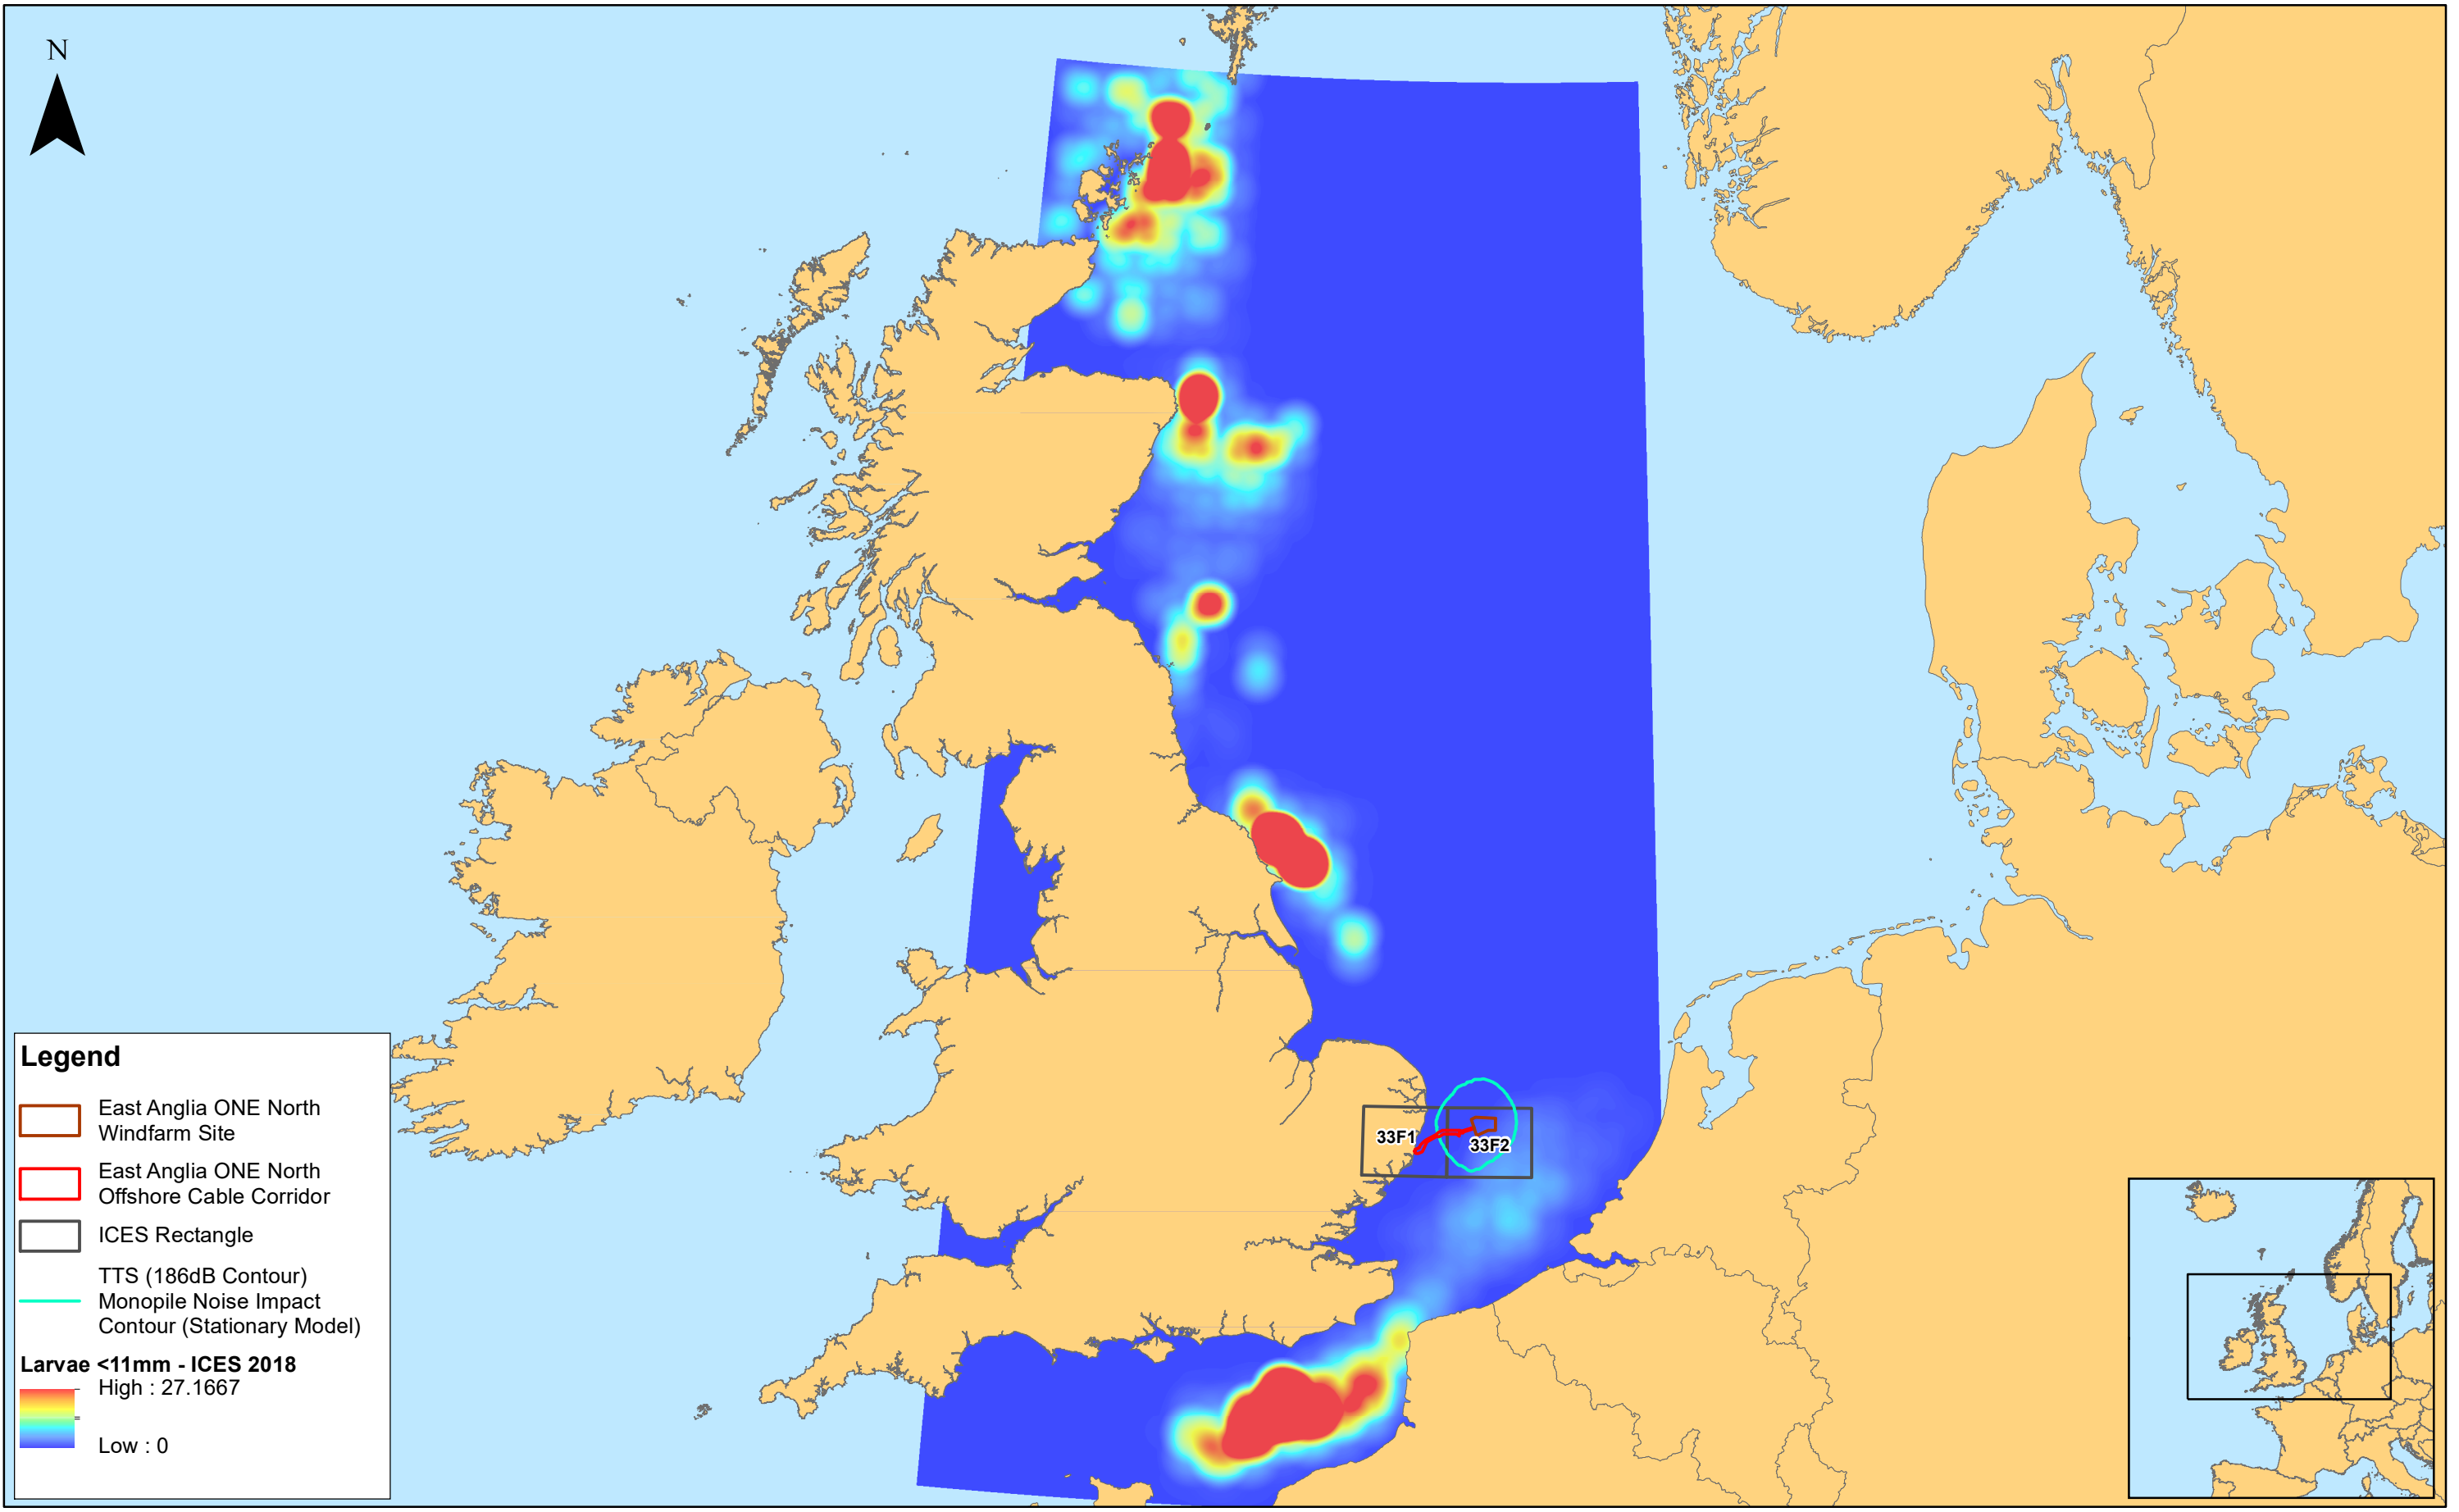 N
33F1
33F2
Legend
East Anglia ONE North
Windfarm Site
East Anglia ONE North
Offshore Cable Corridor
ICES Rectangle
TTS (186dB Contour)
Monopile Noise Impact
Contour (Stationary Model)
Larvae <11mm - ICES 2018
High : 27.1667
Low : 0